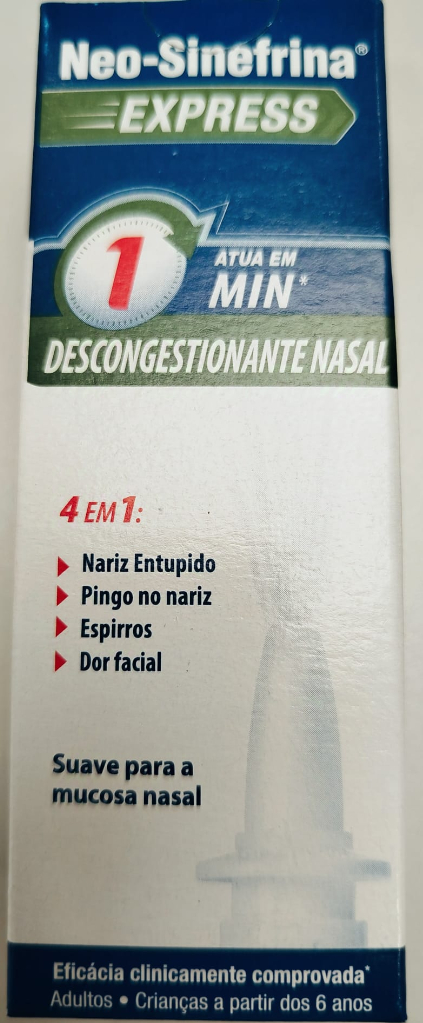 Neo-Sinefrina®
EXPRESS
1
ATUA EM
MIN*
DESCONGESTIONANTE NASAL
4 EM 1:
Nariz Entupido
Pingo no nariz
Espirros
Dor facial
Suave para a
mucosa nasal
Eficácia clinicamente comprovada*
Adultos • Crianças a partir dos 6 anos